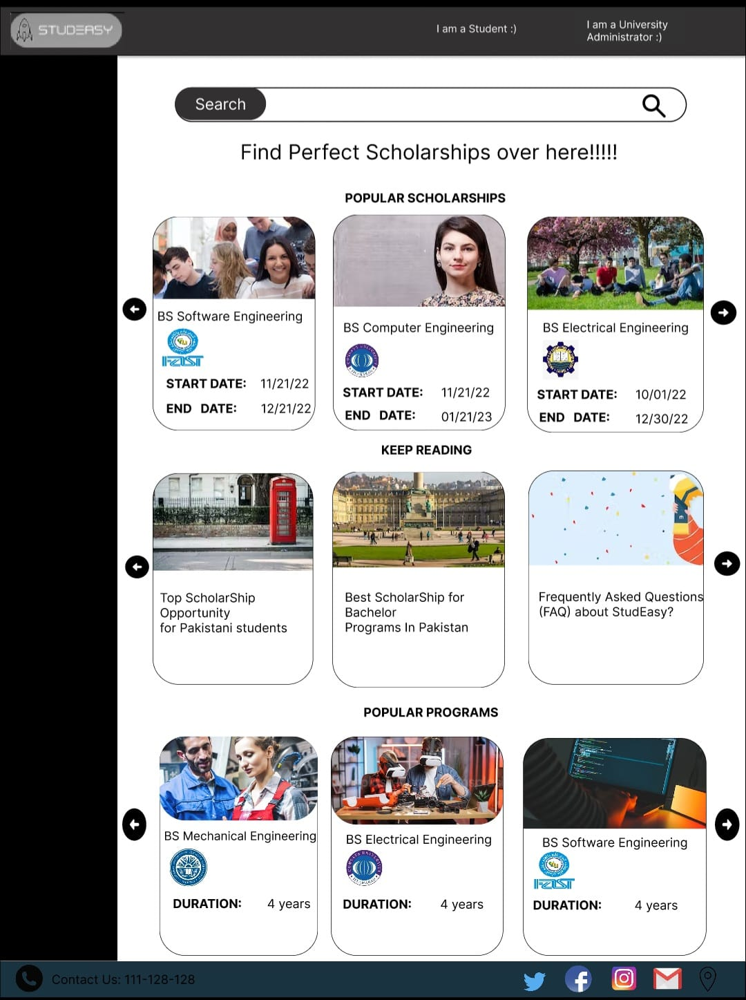 STUDEASY
I am a Student :)
I am a University
Administrator :)
Search
Find Perfect Scholarships over here!!!!!
POPULAR SCHOLARSHIPS
BS Software Engineering
START DATE: 11/21/22
END DATE: 12/21/22
BS Computer Engineering
START DATE: 11/21/22
END DATE: 01/21/23
BS Electrical Engineering
START DATE: 10/01/22
END DATE: 12/30/22
KEEP READING
Top ScholarShip
Opportunity
for Pakistani students
Best ScholarShip for
Bachelor
Programs In Pakistan
Frequently Asked Questions
(FAQ) about StudEasy?
POPULAR PROGRAMS
BS Mechanical Engineering
DURATION: 4 years
BS Electrical Engineering
DURATION: 4 years
BS Software Engineering
DURATION: 4 years
Contact Us: 111-128-128